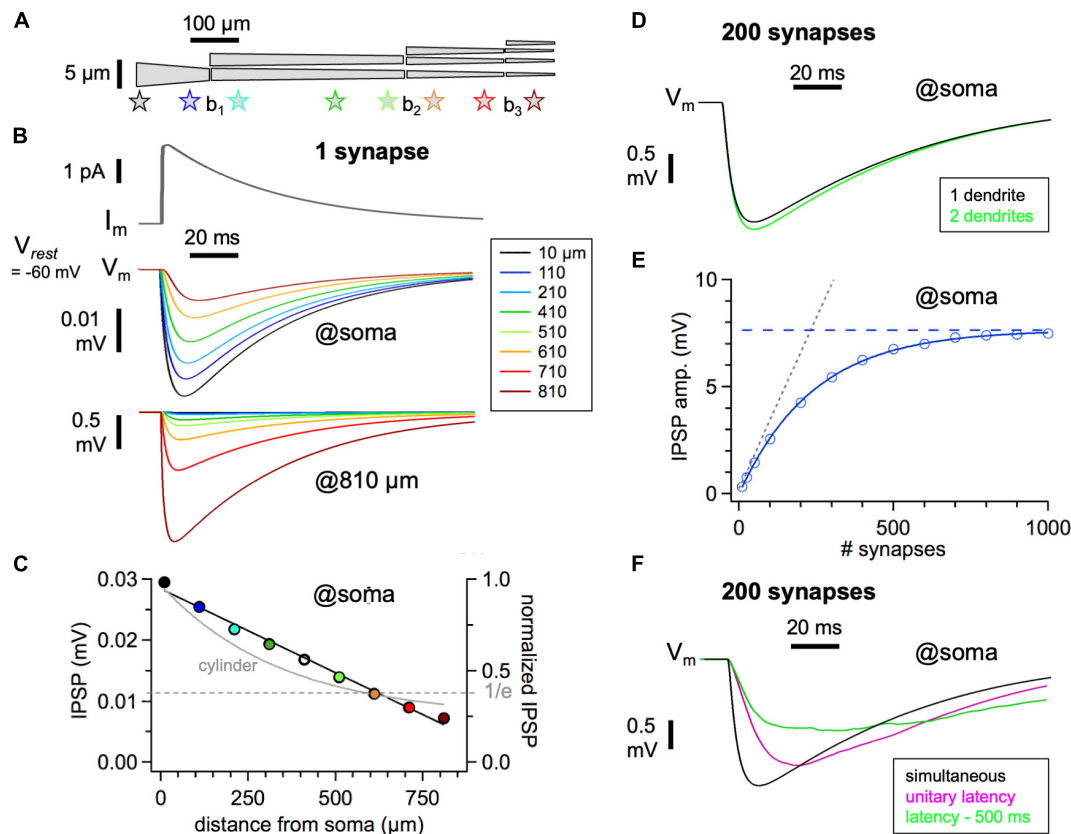 A
100 µm
5 µm
b1
b2
b3
B
1 synapse
1 pA
Im
20 ms
Vrest
= -60 mV
Vm
0.01
mV
@soma
10 µm
110
210
410
510
610
710
810
0.5
mV
@810 µm
C
0.03
0.02
0.01
0.00
IPSP (mV)
@soma
cylinder
1/e
1.0
0.5
0.0
normalized IPSP
0
250
500
750
distance from soma (µm)
D
200 synapses
20 ms
Vm
@soma
0.5
mV
1 dendrite
2 dendrites
E
10
5
0
IPSP amp. (mV)
@soma
0
500
1000
# synapses
F
200 synapses
20 ms
Vm
@soma
0.5
mV
simultaneous
unitary latency
latency - 500 ms